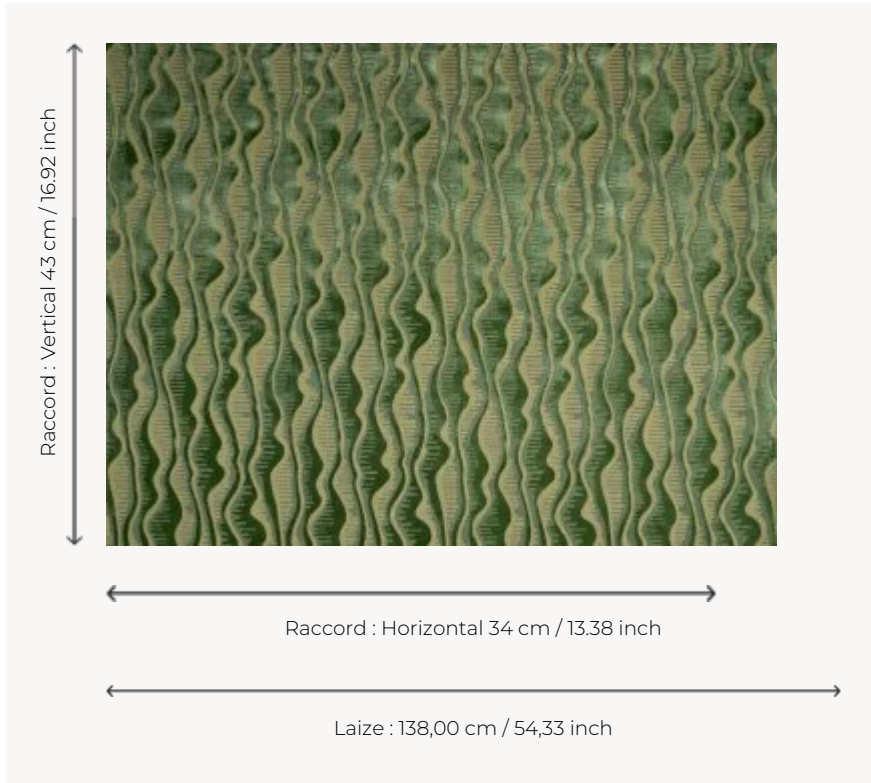 Raccord : Vertical 43 cm / 16.92 inch
Raccord : Horizontal 34 cm / 13.38 inch
Laize : 138,00 cm / 54,33 inch